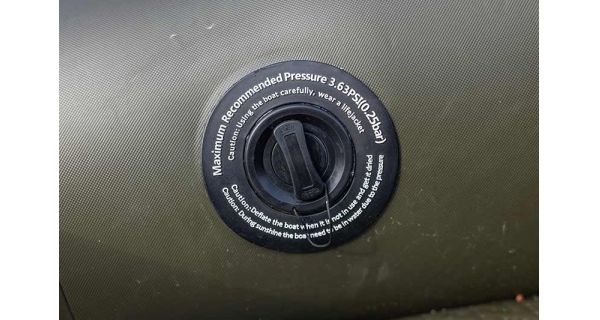 Maximum Recommended Pressure 3.63PSI(0.25bar)
Caution: Using the boat carefully, wear a lifejacket
Caution: Deflate the boat when it is not in use and get it dried
Caution: During sunshine the boat need to be in water due to the pressure